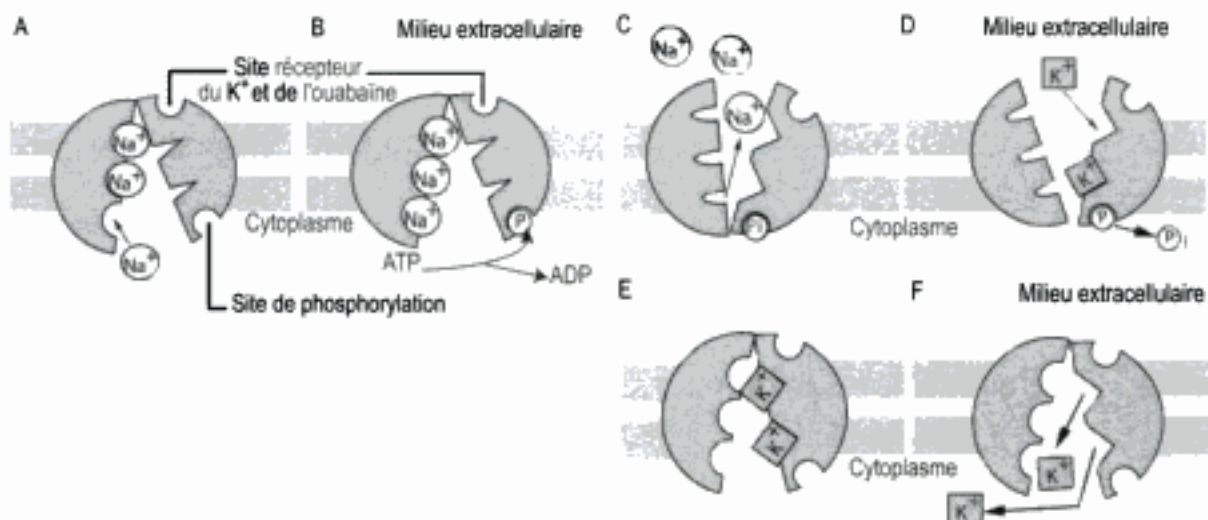 A
B
Milieu extracellulaire
C
D
Milieu extracellulaire
Site récepteur
du K⁺ et de l'ouabaïne
Na⁺
Na⁺
Na⁺
Na⁺
Na⁺
Na⁺
Na⁺
Na⁺
Na⁺
K⁺
K⁺
P
Pi
P
Pi
Cytoplasme
Cytoplasme
ATP
ADP
Site de phosphorylation
E
F
Milieu extracellulaire
K⁺
K⁺
K⁺
K⁺
Cytoplasme